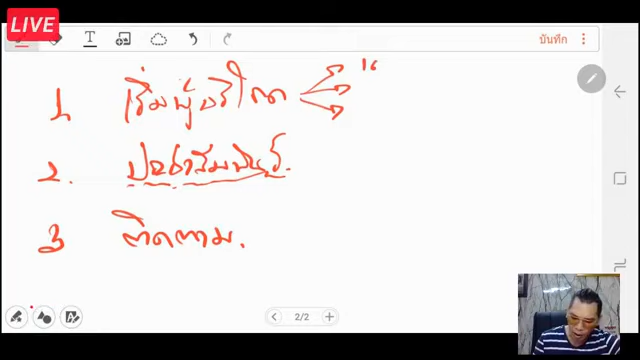 LIVE
T บันทึก
1 เริ่มผู้บริโภค 16
2. ประชาสัมพันธ์.
3 ติดตาม.
2/2